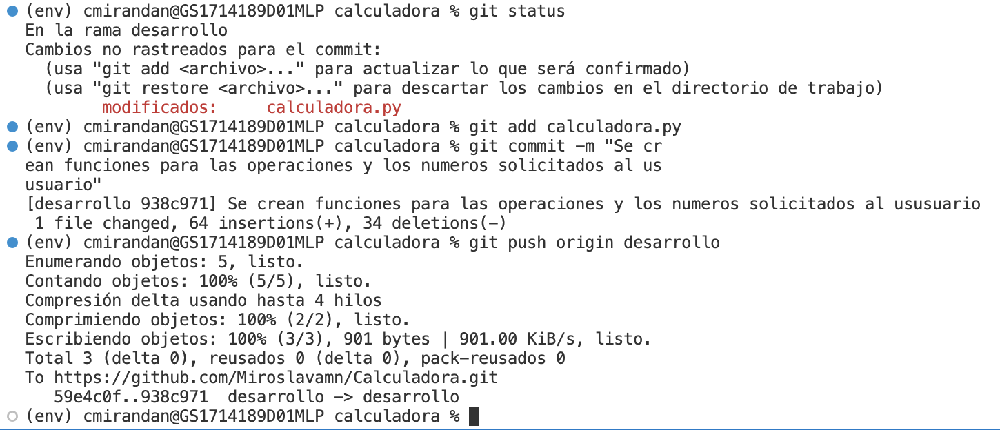 (env) cmirandan@GS1714189D01MLP calculadora % git status
En la rama desarrollo
Cambios no rastreados para el commit:
  (usa "git add <archivo>..." para actualizar lo que será confirmado)
  (usa "git restore <archivo>..." para descartar los cambios en el directorio de trabajo)
        modificados:     calculadora.py
(env) cmirandan@GS1714189D01MLP calculadora % git add calculadora.py
(env) cmirandan@GS1714189D01MLP calculadora % git commit -m "Se cr
ean funciones para las operaciones y los numeros solicitados al us
usuario"
[desarrollo 938c971] Se crean funciones para las operaciones y los numeros solicitados al ususuario
 1 file changed, 64 insertions(+), 34 deletions(-)
(env) cmirandan@GS1714189D01MLP calculadora % git push origin desarrollo
Enumerando objetos: 5, listo.
Contando objetos: 100% (5/5), listo.
Compresión delta usando hasta 4 hilos
Comprimiendo objetos: 100% (2/2), listo.
Escribiendo objetos: 100% (3/3), 901 bytes | 901.00 KiB/s, listo.
Total 3 (delta 0), reusados 0 (delta 0), pack-reusados 0
To https://github.com/Miroslavamn/Calculadora.git
   59e4c0f..938c971  desarrollo -> desarrollo
(env) cmirandan@GS1714189D01MLP calculadora %